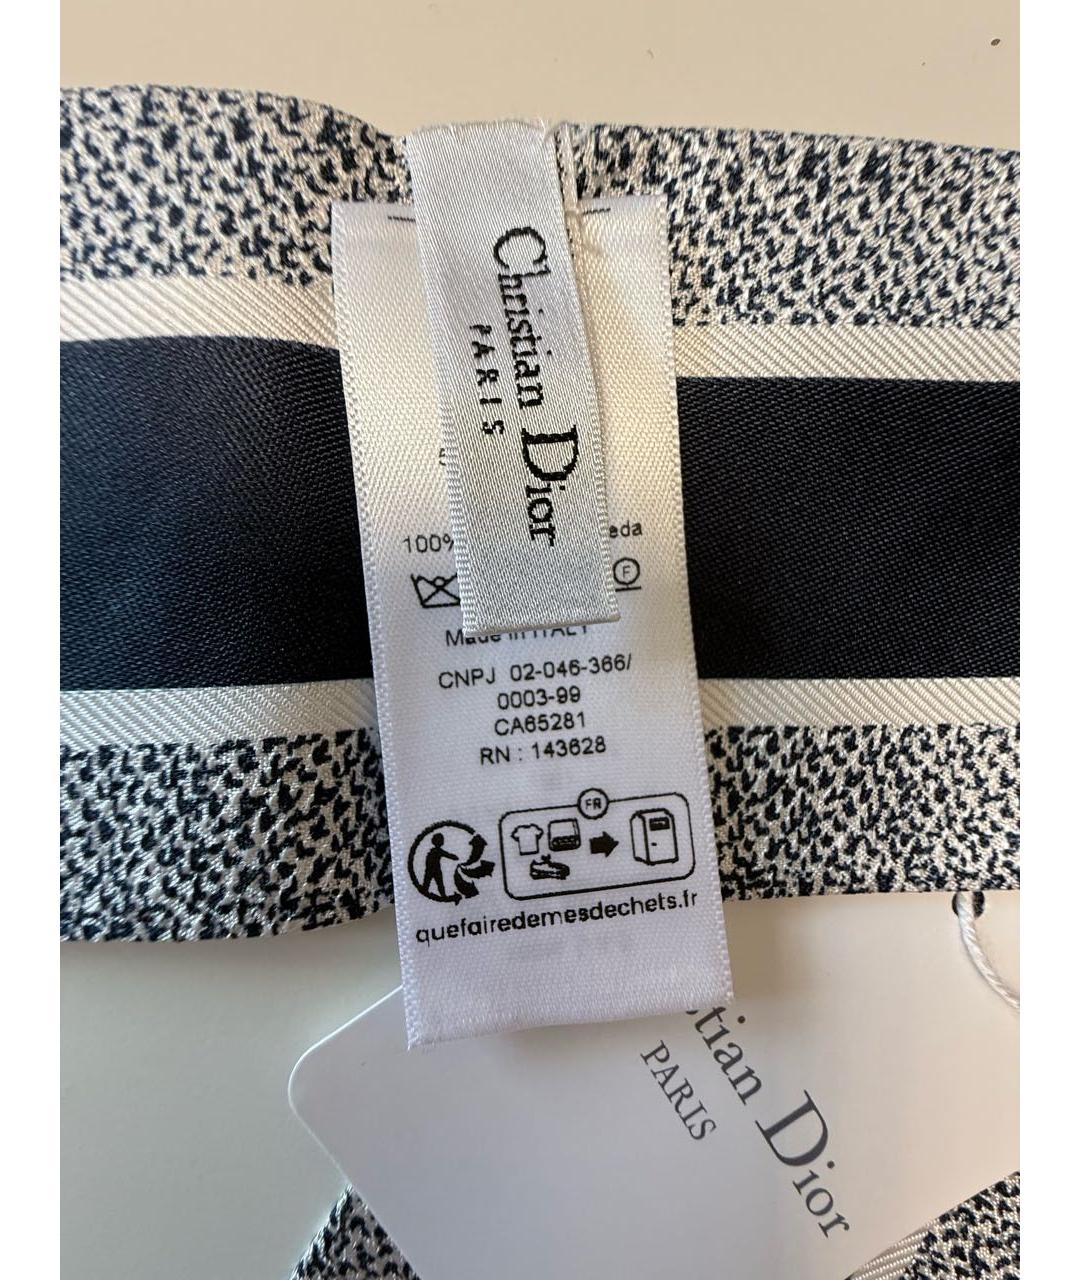 Christian Dior
PARIS
100%
eda
F
Made in ITALY
CNPJ 02-046-366/
0003-99
CA65281
RN : 143628
FR
quefairedemesdechets.fr
stian Dior
PARIS